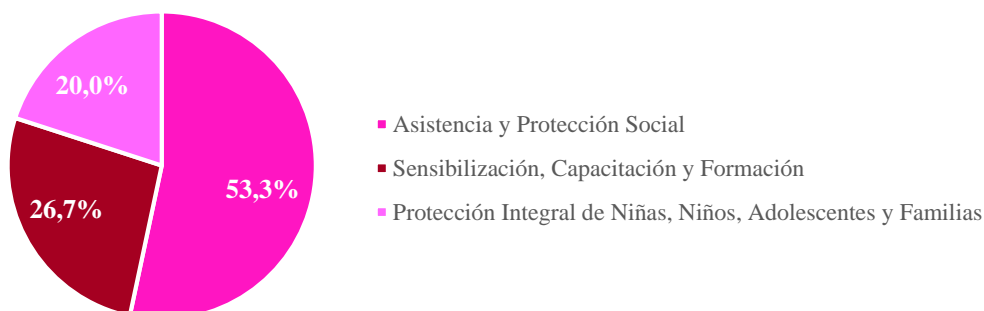 20,0%
53,3%
26,7%
Asistencia y Protección Social
Sensibilización, Capacitación y Formación
Protección Integral de Niñas, Niños, Adolescentes y Familias